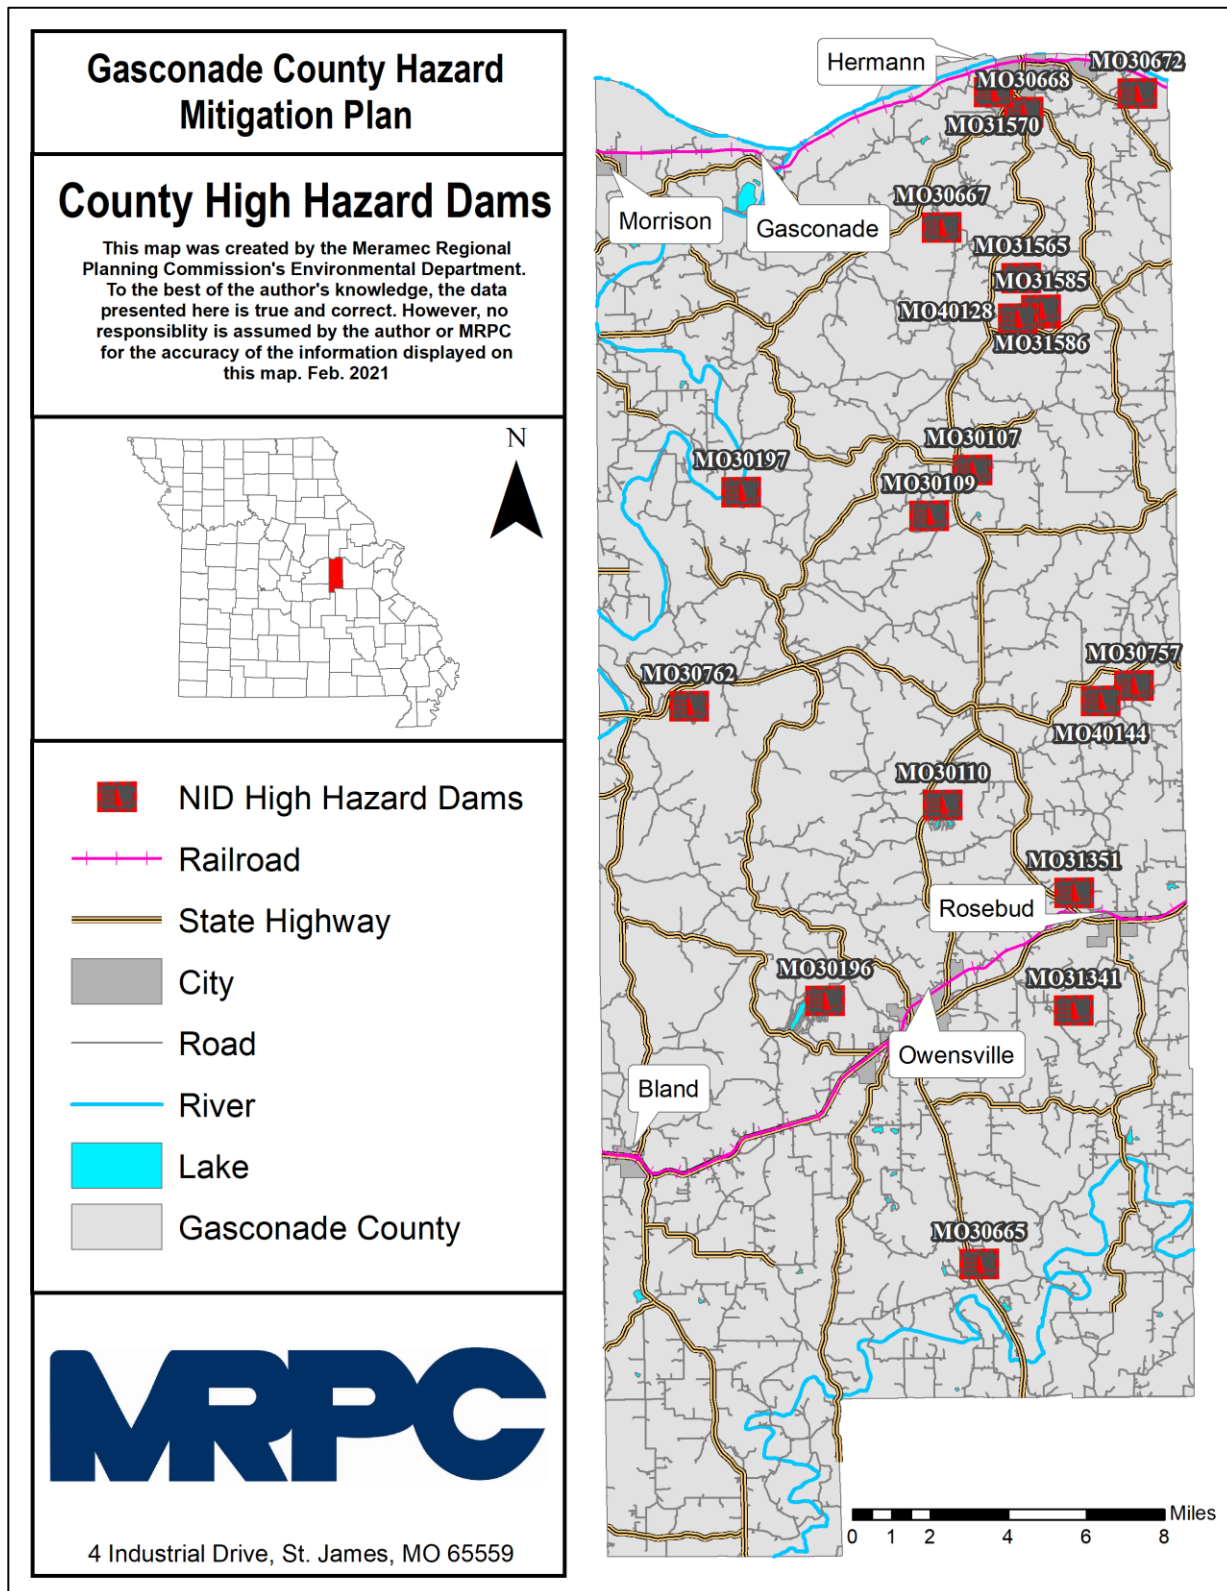 Gasconade County Hazard
Mitigation Plan
County High Hazard Dams
This map was created by the Meramec Regional
Planning Commission's Environmental Department.
To the best of the author's knowledge, the data
presented here is true and correct. However, no
responsiblity is assumed by the author or MRPC
for the accuracy of the information displayed on
this map. Feb. 2021
N
NID High Hazard Dams
Railroad
State Highway
City
Road
River
Lake
Gasconade County
MRPC
4 Industrial Drive, St. James, MO 65559
Hermann
MO30672
MO30668
MO31570
Morrison
Gasconade
MO30667
MO31565
MO31585
MO40128
MO31586
MO30107
MO30197
MO30109
MO30757
MO30762
MO40144
MO30110
MO31351
Rosebud
MO30196
MO31341
Owensville
Bland
MO30665
Miles
0 1 2 4 6 8